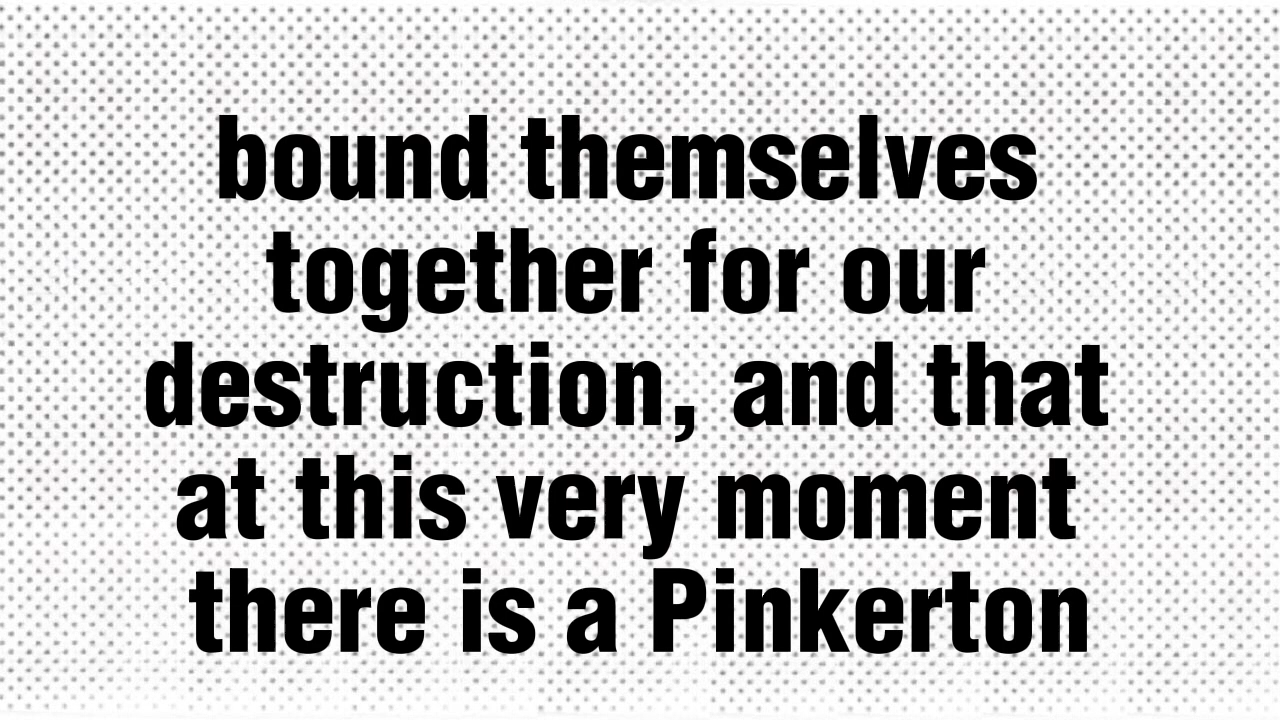 bound themselves
together for our
destruction, and that
at this very moment
there is a Pinkerton